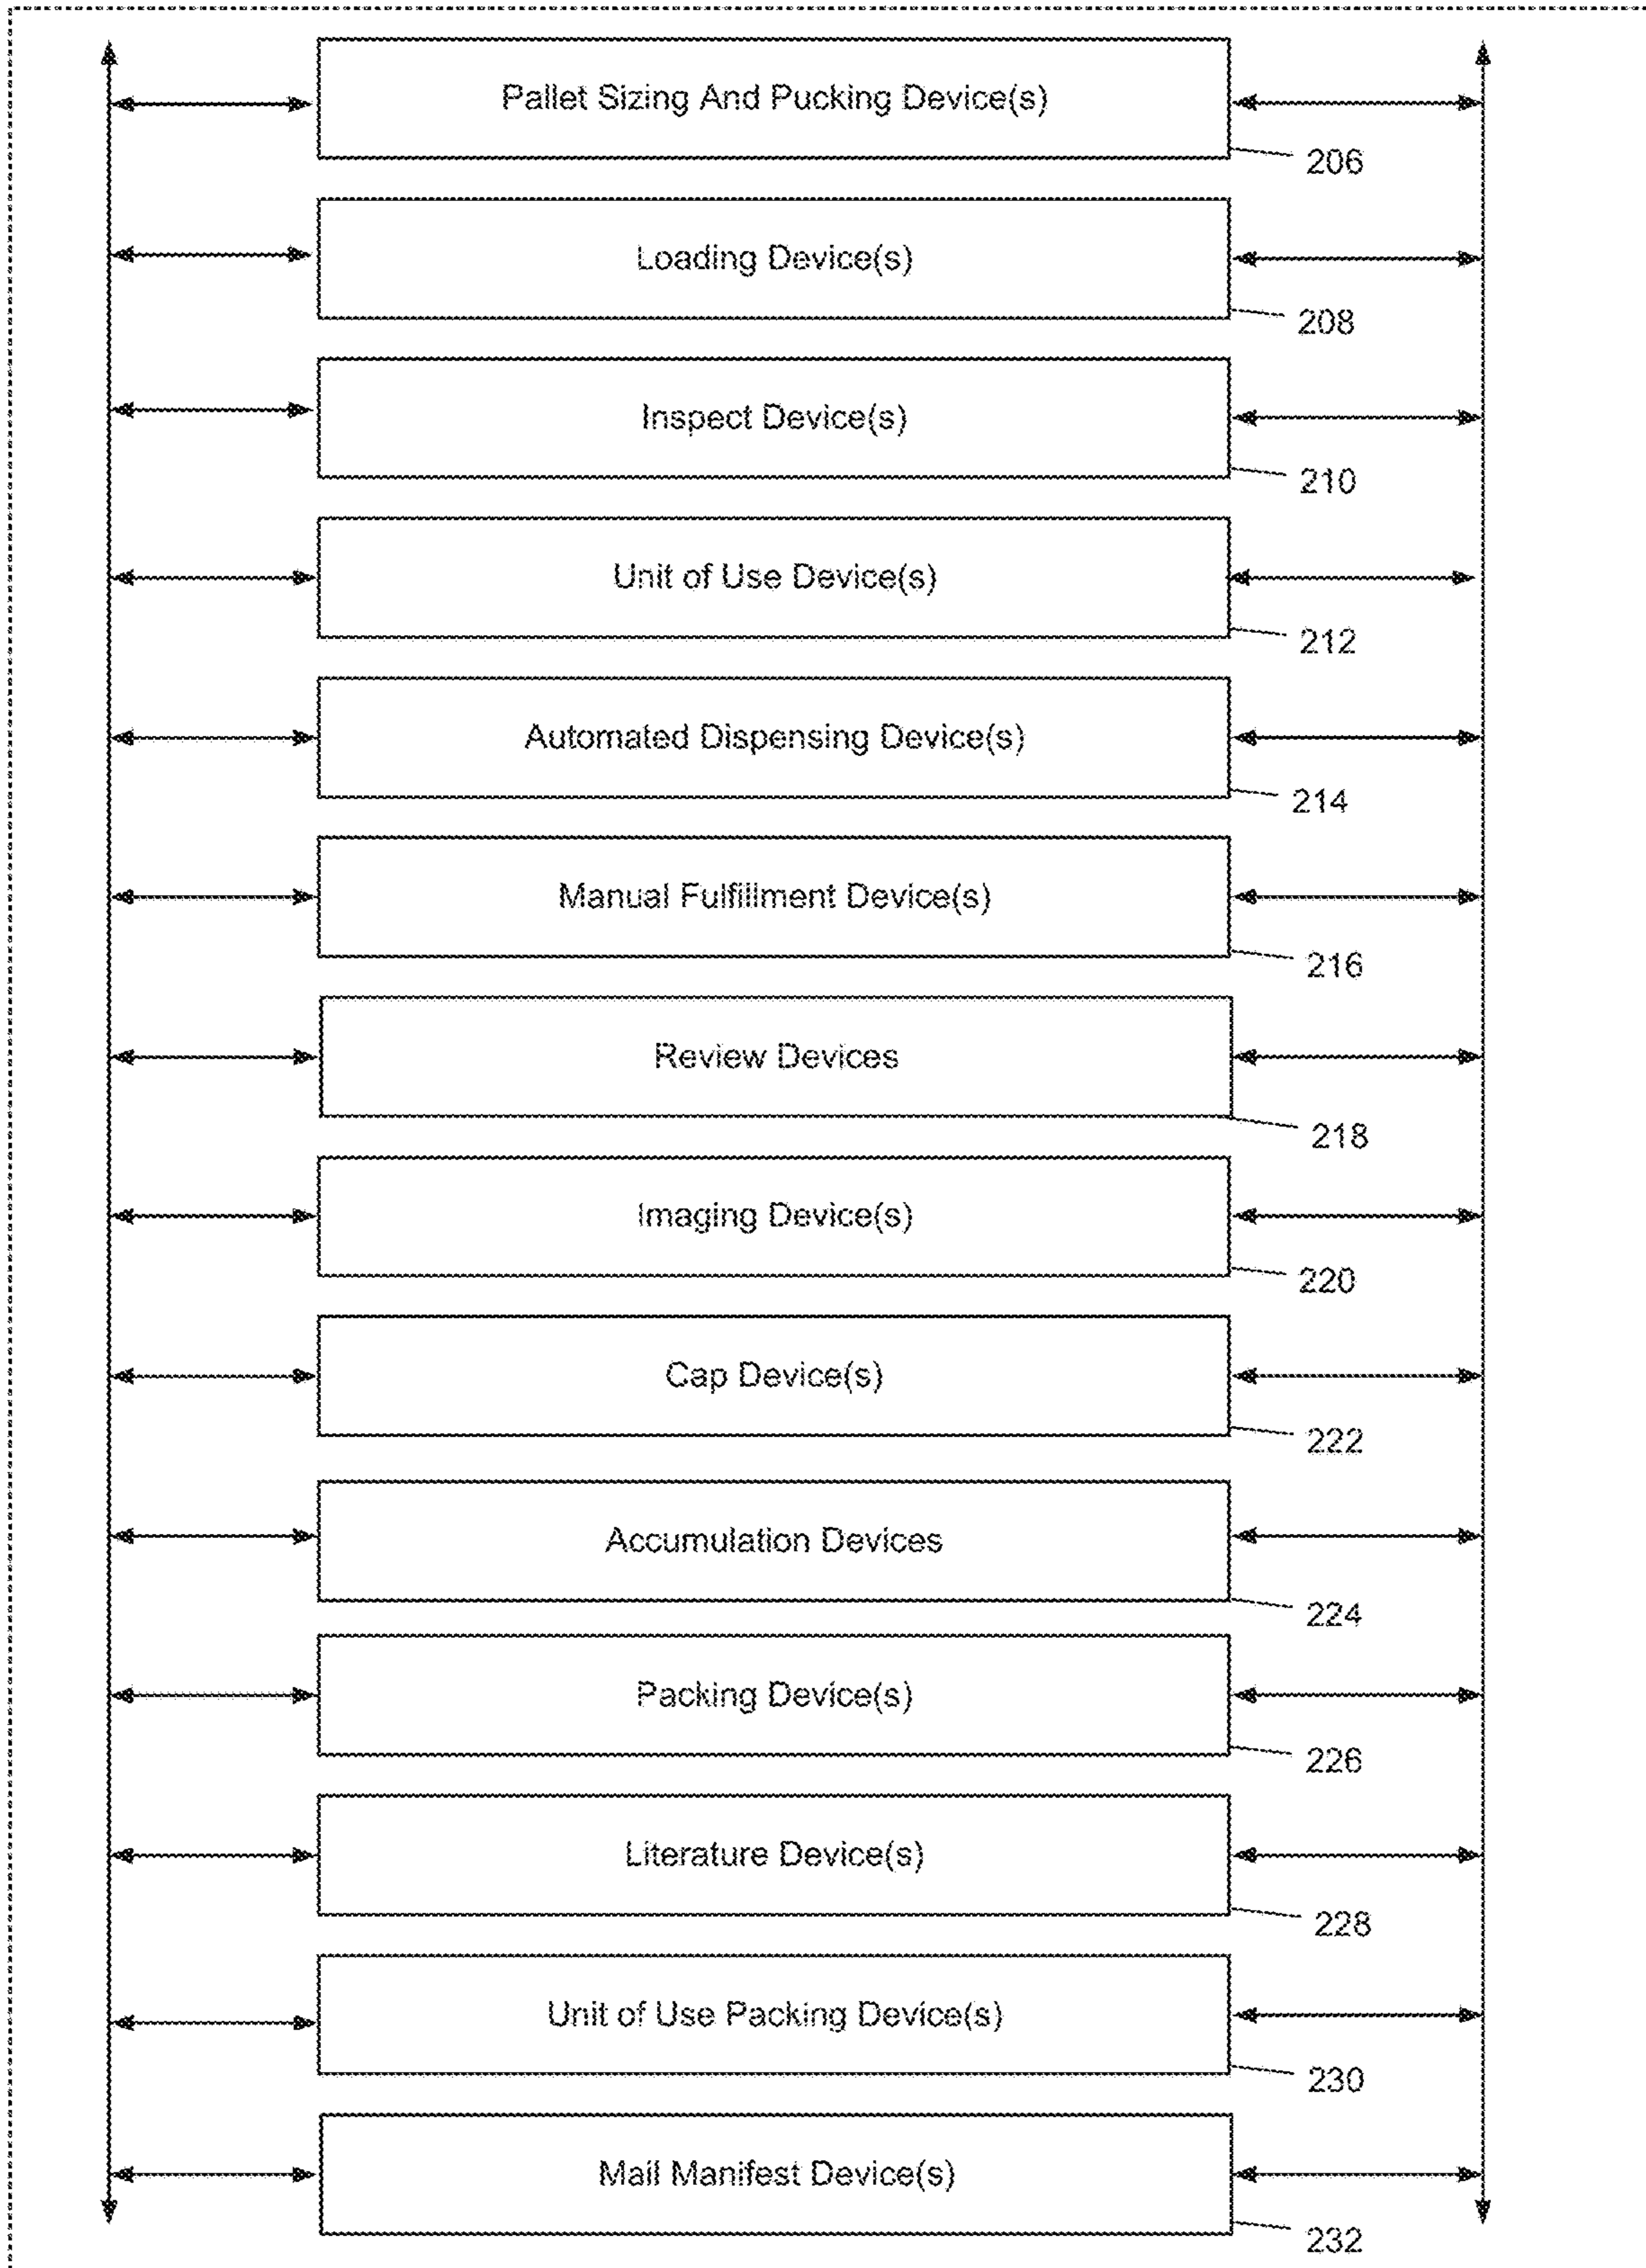 Pallet Sizing And Pucking Device(s)
206
Loading Device(s)
208
Inspect Device(s)
210
Unit of Use Device(s)
212
Automated Dispensing Device(s)
214
Manual Fulfillment Device(s)
216
Review Devices
218
Imaging Device(s)
220
Cap Device(s)
222
Accumulation Devices
224
Packing Device(s)
226
Literature Device(s)
228
Unit of Use Packing Device(s)
230
Mail Manifest Device(s)
232